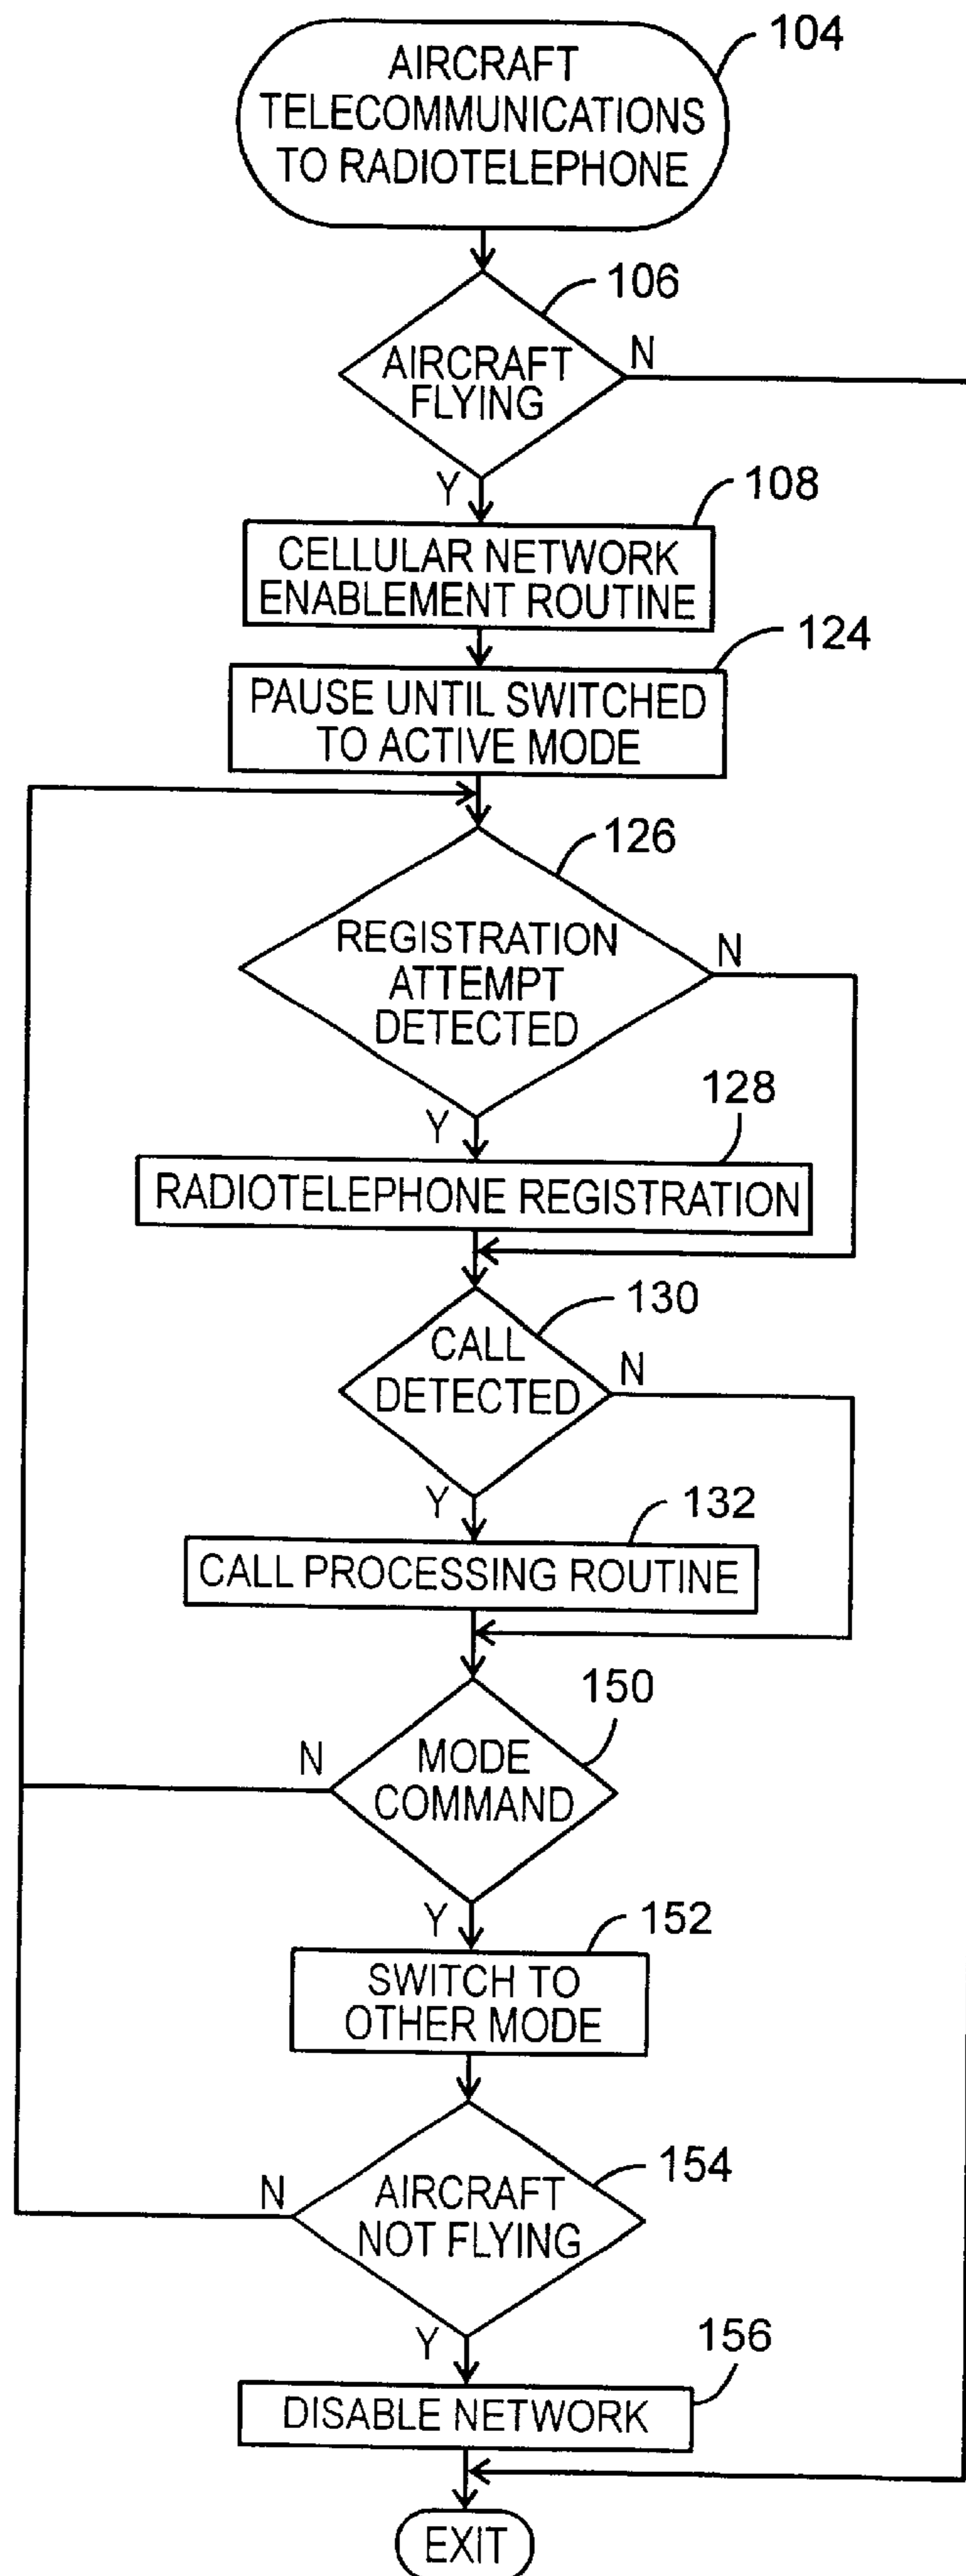 104
AIRCRAFT
TELECOMMUNICATIONS
TO RADIOTELEPHONE
106
AIRCRAFT
FLYING
N
Y
108
CELLULAR NETWORK
ENABLEMENT ROUTINE
124
PAUSE UNTIL SWITCHED
TO ACTIVE MODE
126
REGISTRATION
ATTEMPT
DETECTED
N
Y
128
RADIOTELEPHONE REGISTRATION
130
CALL
DETECTED
N
Y
132
CALL PROCESSING ROUTINE
150
MODE
COMMAND
N
Y
152
SWITCH TO
OTHER MODE
154
AIRCRAFT
NOT FLYING
N
Y
156
DISABLE NETWORK
EXIT